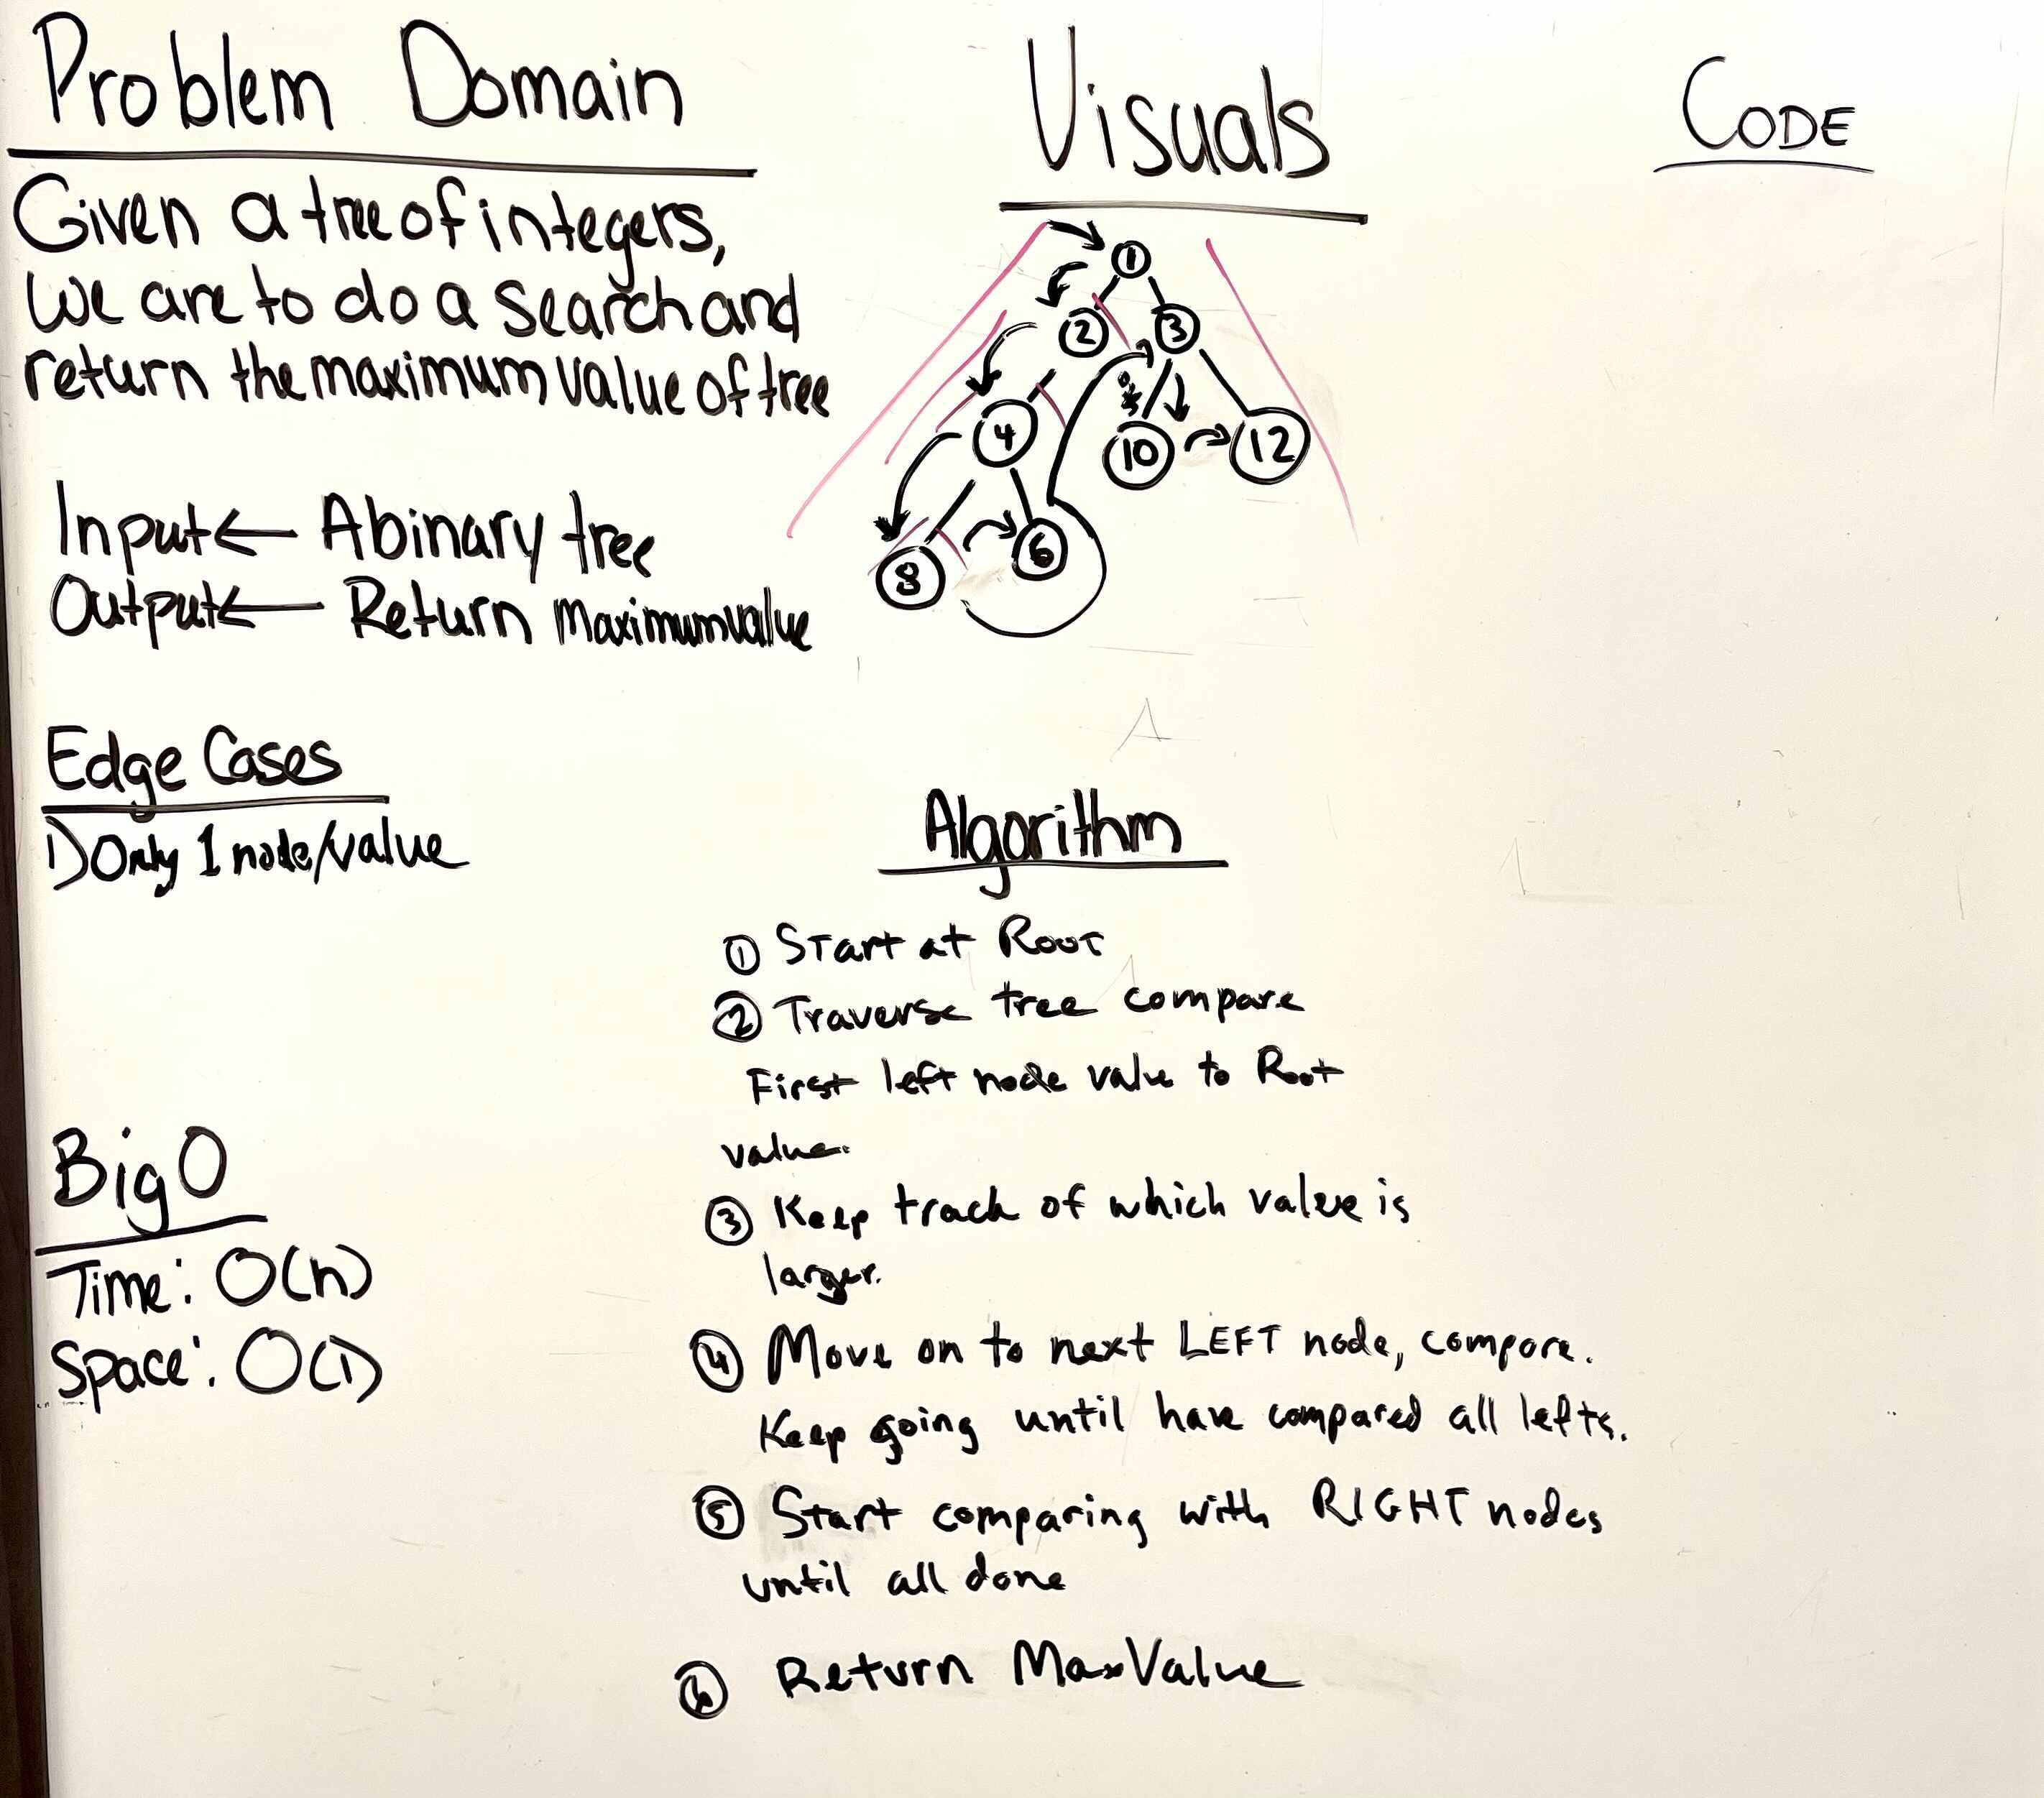 Problem Domain
Given a tree of integers,
we are to do a search and
return the maximum value of tree
Input ← A binary tree
Output ← Return maximum value
Edge Cases
1) Only 1 node/value
Big O
Time: O(n)
Space: O(1)
Visuals
1
2 3
4 10 12
8 6
Algorithm
① Start at Root
② Traverse tree compare
First left node value to Root
value.
③ Keep track of which value is
larger.
④ Move on to next LEFT node, compare.
Keep going until have compared all lefts.
⑤ Start comparing with RIGHT nodes
until all done
⑥ Return MaxValue
CODE